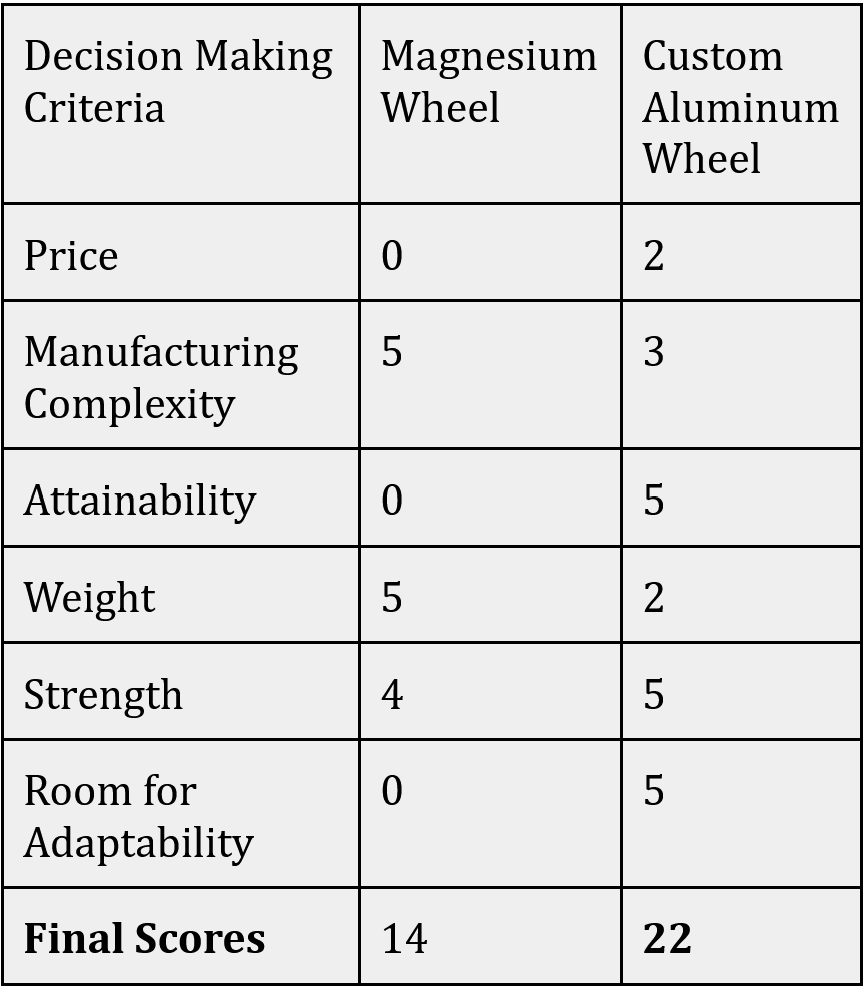 Decision Making Criteria | Magnesium Wheel | Custom Aluminum Wheel
Price | 0 | 2
Manufacturing Complexity | 5 | 3
Attainability | 0 | 5
Weight | 5 | 2
Strength | 4 | 5
Room for Adaptability | 0 | 5
Final Scores | 14 | 22